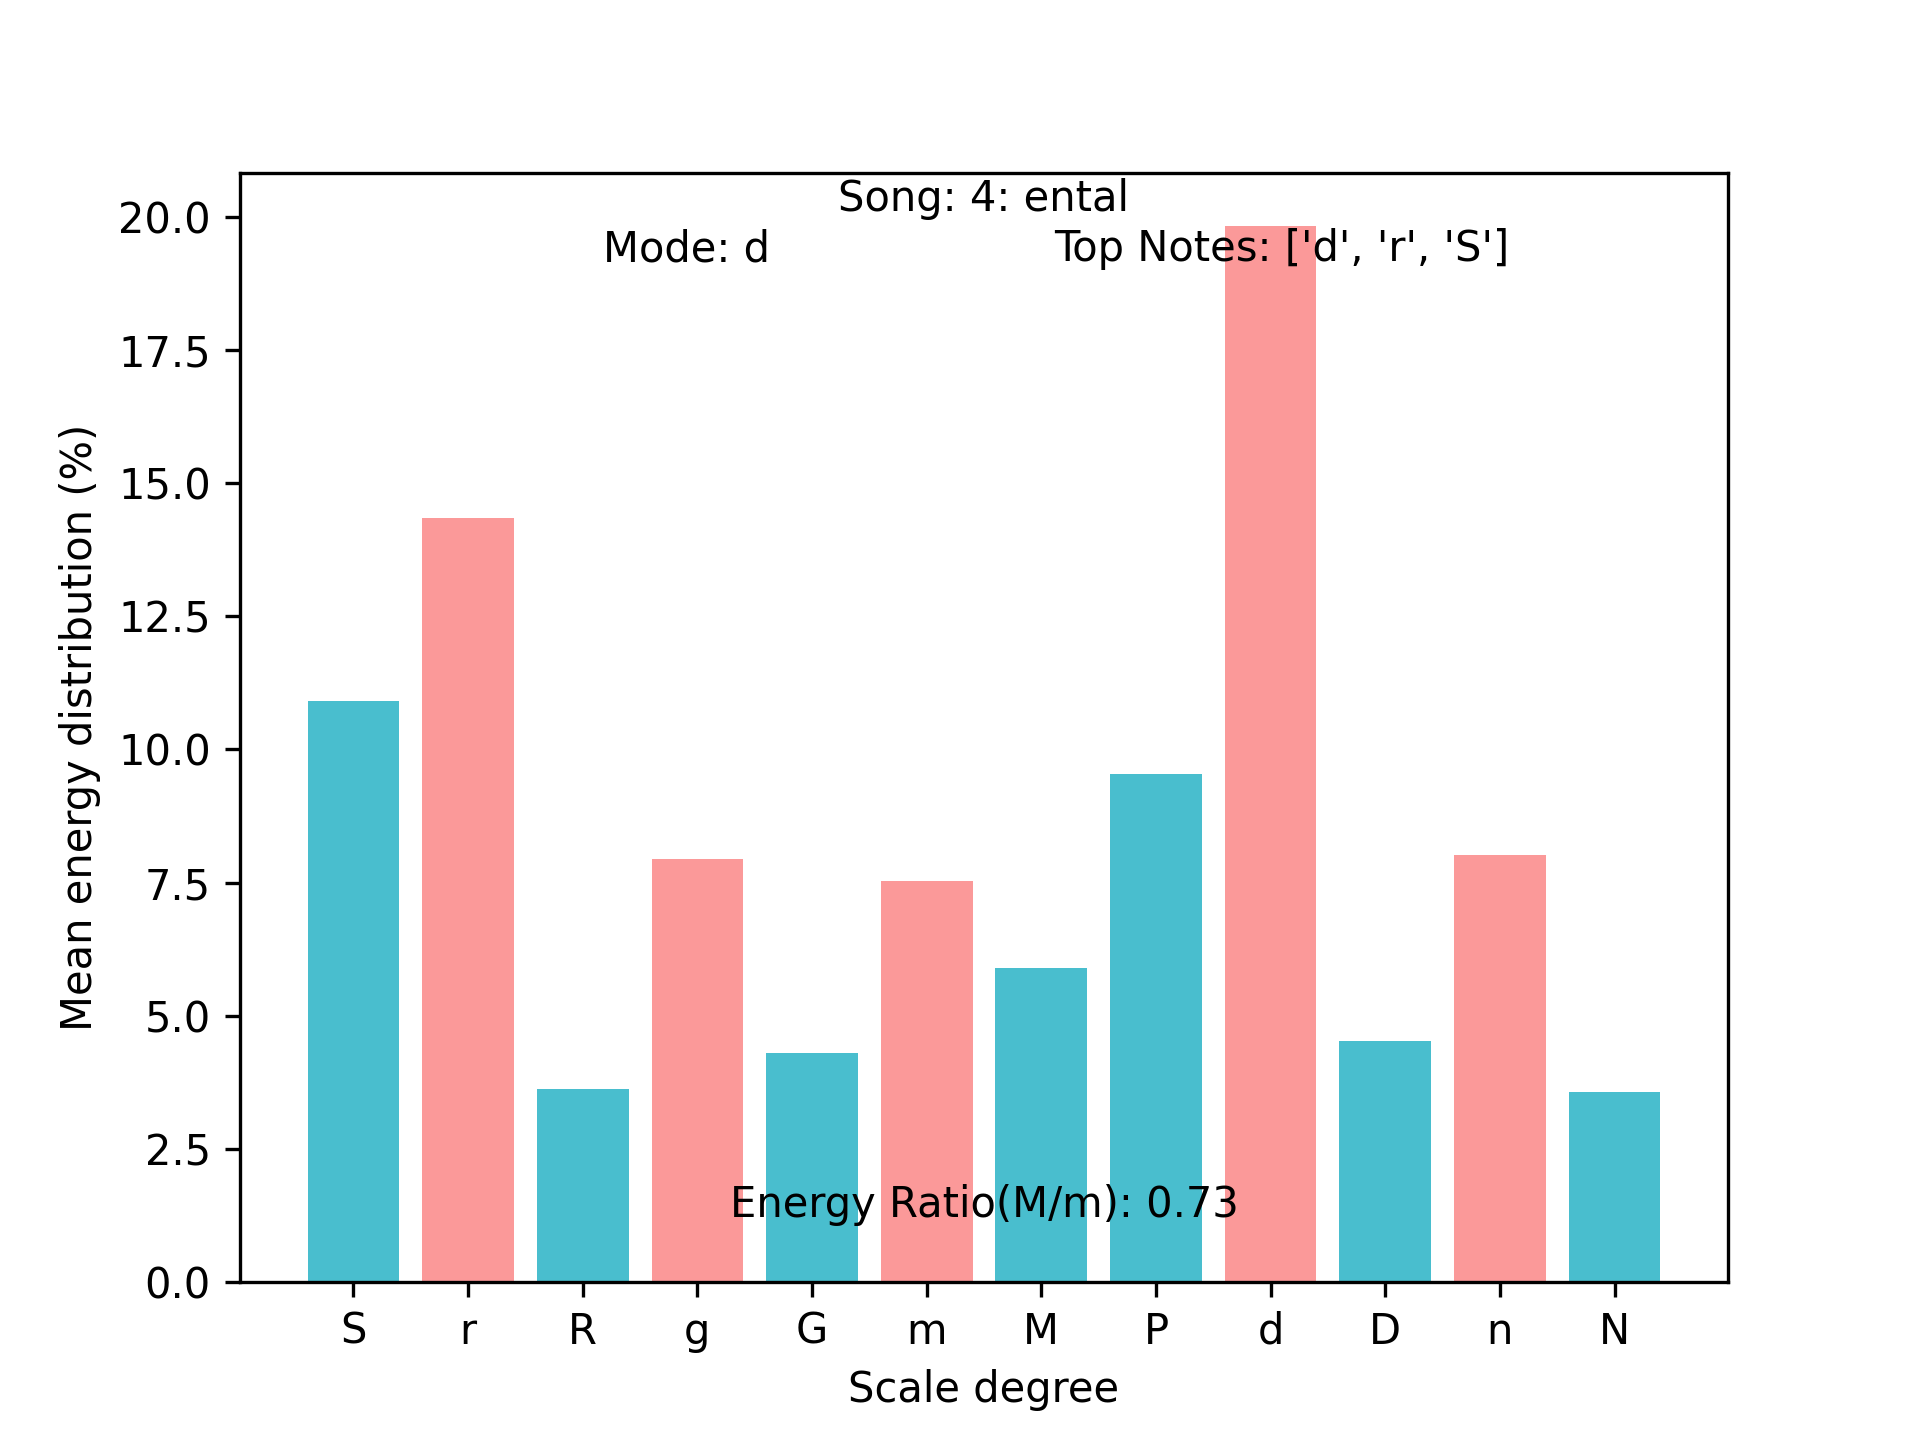 Song: 4: ental
Mode: d
Top Notes: ['d', 'r', 'S']
20.0
17.5
15.0
12.5
10.0
7.5
5.0
2.5
0.0
Mean energy distribution (%)
Energy Ratio(M/m): 0.73
S r R g G m M P d D n N
Scale degree